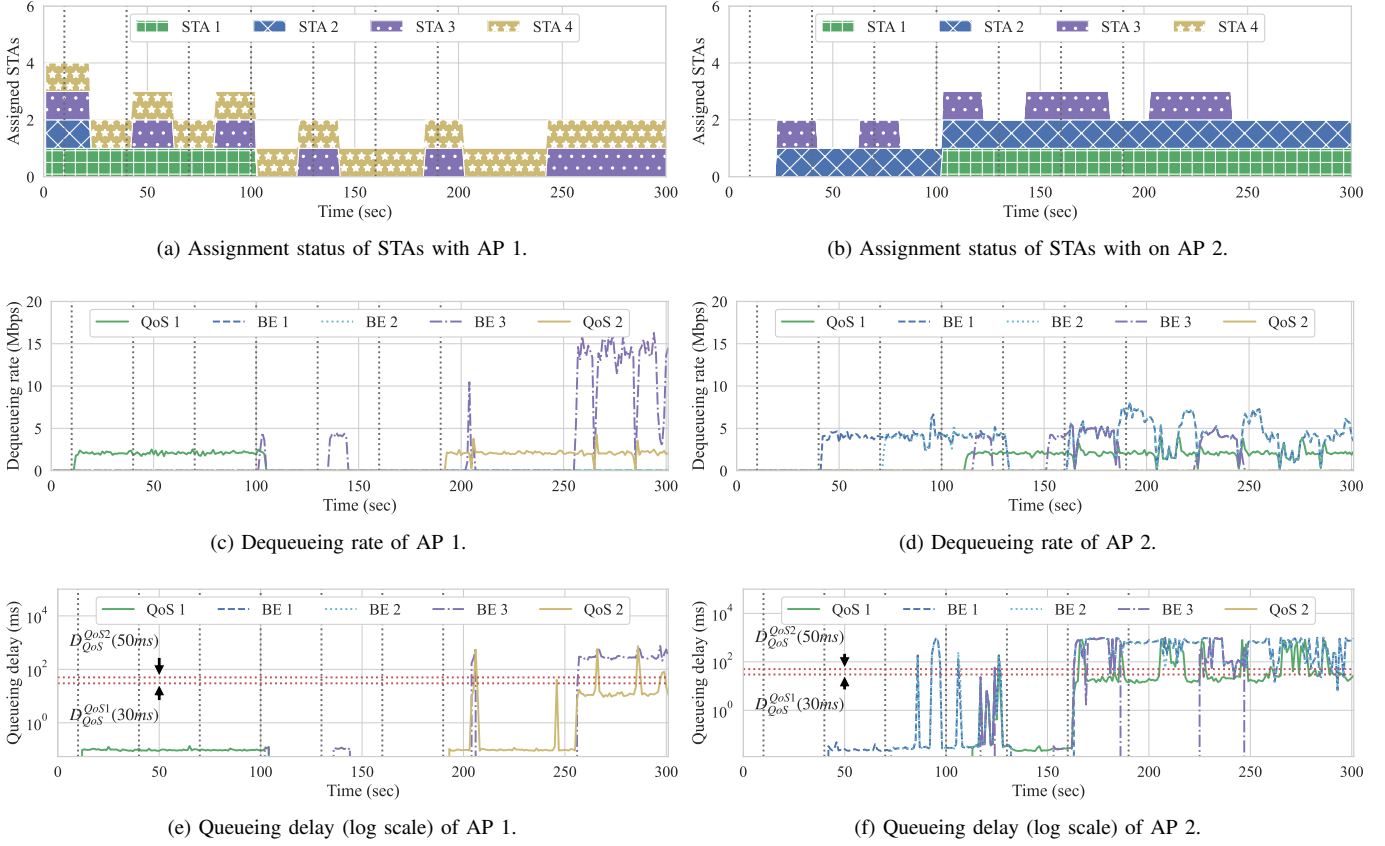 STA 1 STA 2 STA 3 STA 4
Assigned STAs
6
4
2
0
0 50 100 150 200 250 300
Time (sec)
(a) Assignment status of STAs with AP 1.
STA 1 STA 2 STA 3 STA 4
Assigned STAs
6
4
2
0
0 50 100 150 200 250 300
Time (sec)
(b) Assignment status of STAs with on AP 2.
QoS 1 BE 1 BE 2 BE 3 QoS 2
Dequeueing rate (Mbps)
20
15
10
5
0
0 50 100 150 200 250 300
Time (sec)
(c) Dequeueing rate of AP 1.
QoS 1 BE 1 BE 2 BE 3 QoS 2
Dequeueing rate (Mbps)
20
15
10
5
0
0 50 100 150 200 250 300
Time (sec)
(d) Dequeueing rate of AP 2.
QoS 1 BE 1 BE 2 BE 3 QoS 2
Queueing delay (ms)
10^4
10^2
10^0
D_{QoS}^{QoS2}(50ms)
D_{QoS}^{QoS1}(30ms)
0 50 100 150 200 250 300
Time (sec)
(e) Queueing delay (log scale) of AP 1.
QoS 1 BE 1 BE 2 BE 3 QoS 2
Queueing delay (ms)
10^4
10^2
10^0
D_{QoS}^{QoS2}(50ms)
D_{QoS}^{QoS1}(30ms)
0 50 100 150 200 250 300
Time (sec)
(f) Queueing delay (log scale) of AP 2.